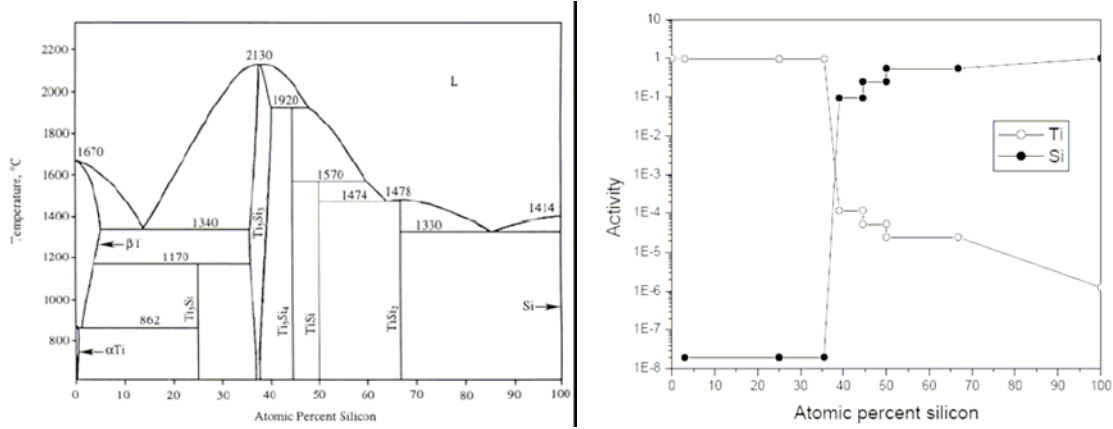 2200
2000
1800
1600
1400
1200
1000
800
Temperature, °C
1670
2130
L
1920
1570
1474
1478
1414
1340
1330
βT
1170
862
αTi
Ti₃Si
Ti₅Si₃
Ti₅Si₄
TiSi
TiSi₂
Si
0 10 20 30 40 50 60 70 80 90 100
Atomic Percent Silicon
10
1
1E-1
1E-2
1E-3
1E-4
1E-5
1E-6
1E-7
1E-8
Activity
Ti
Si
0 10 20 30 40 50 60 70 80 90 100
Atomic percent silicon